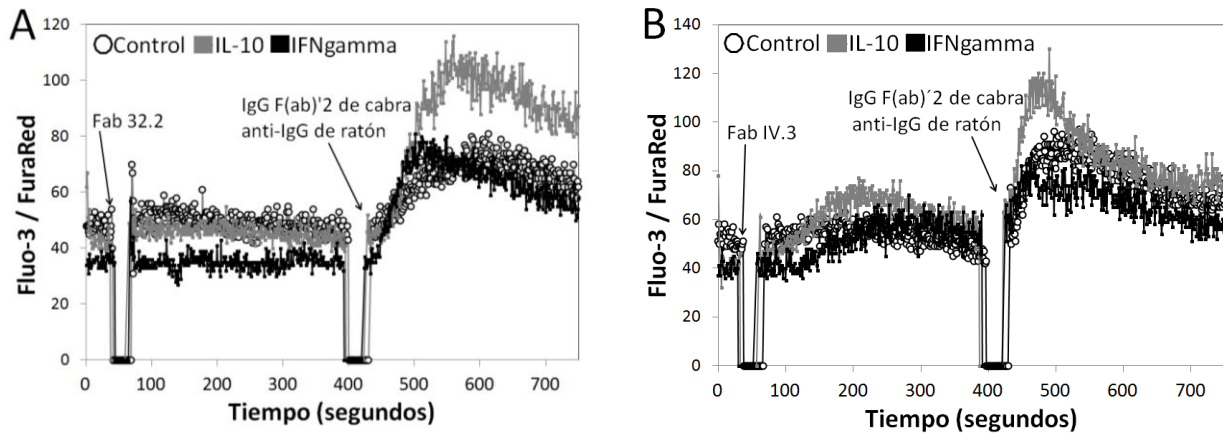 A
Control IL-10 IFNgamma
Fab 32.2
IgG F(ab)'2 de cabra
anti-IgG de ratón
Fluo-3 / FuraRed
120
100
80
60
40
20
0
0 100 200 300 400 500 600 700
Tiempo (segundos)
B
Control IL-10 IFNgamma
Fab IV.3
IgG F(ab)´2 de cabra
anti-IgG de ratón
Fluo-3 / FuraRed
140
120
100
80
60
40
20
0
0 100 200 300 400 500 600 700
Tiempo (segundos)